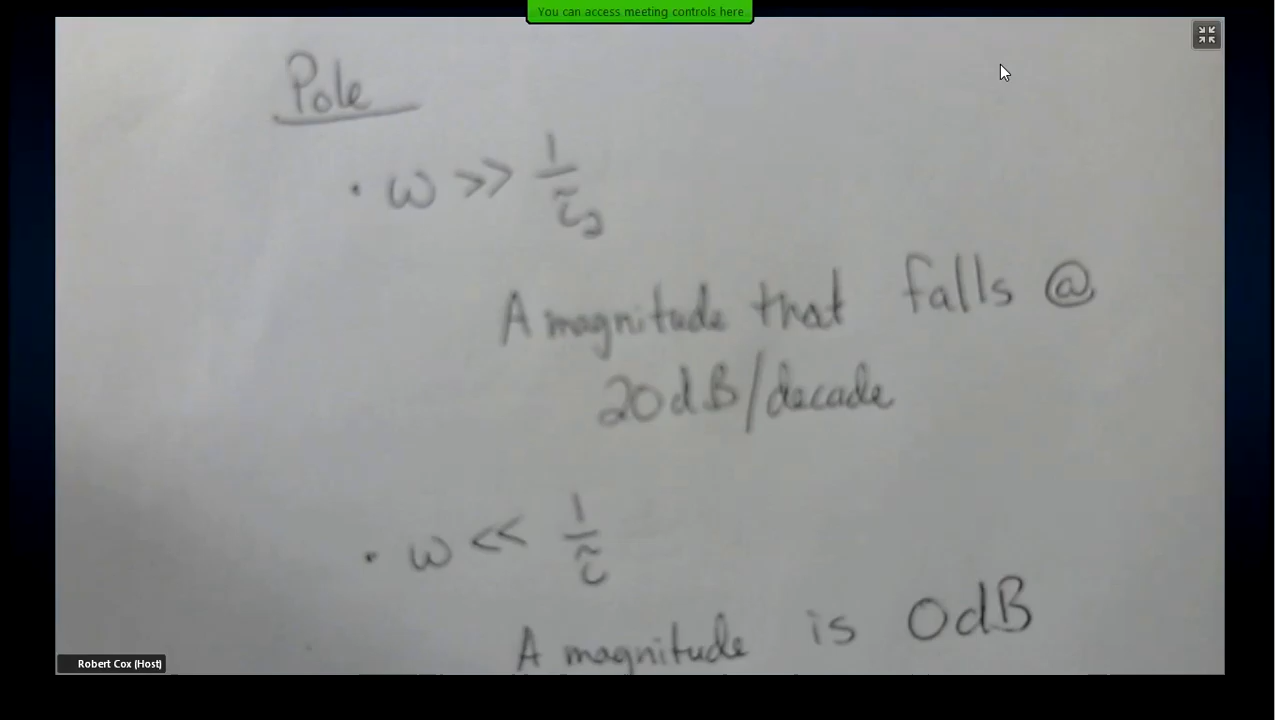 You can access meeting controls here
Pole
· ω >> 1/τ₂
A magnitude that falls @
20dB/decade
· ω << 1/τ
A magnitude is 0dB
Robert Cox (Host)